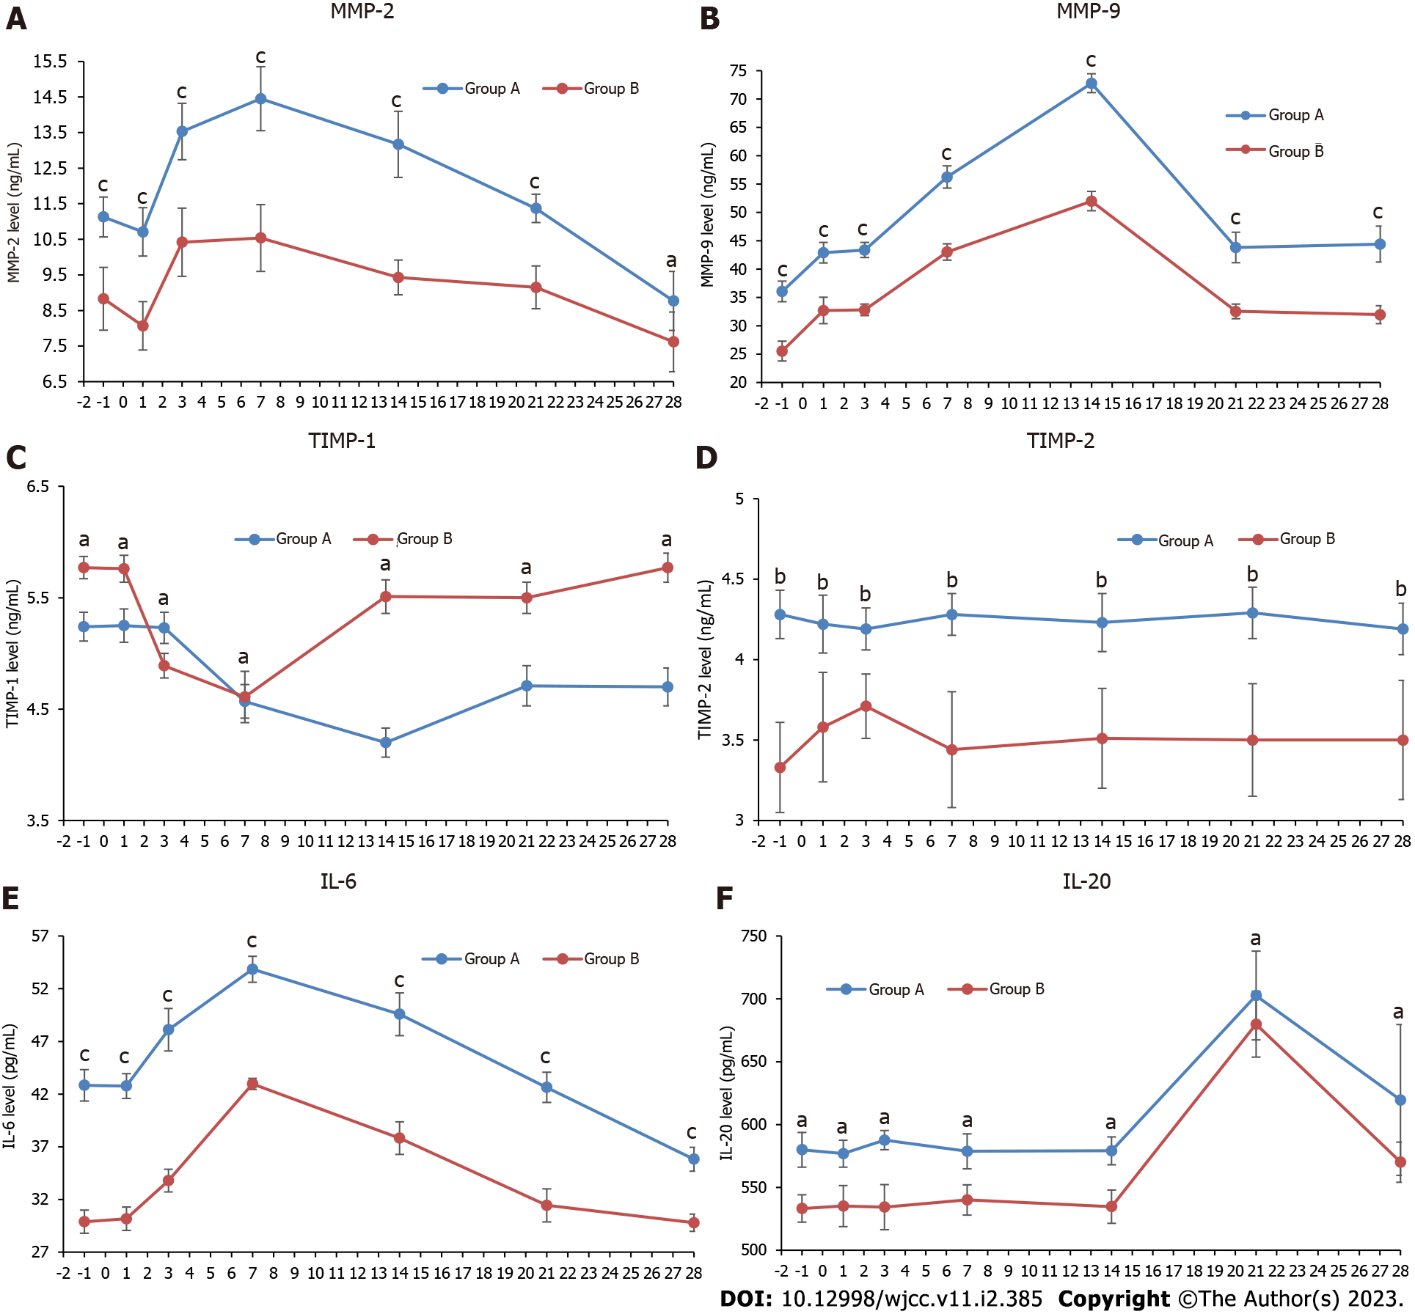 A
MMP-2
MMP-2 level (ng/mL)
15.5
14.5
13.5
12.5
11.5
10.5
9.5
8.5
7.5
6.5
Group A Group B
c c c c c c a
-2 -1 0 1 3 4 5 6 7 8 9 10 11 12 13 14 15 16 17 18 19 20 21 22 23 24 25 26 27 28
B
MMP-9
MMP-9 level (ng/mL)
75
70
65
60
55
50
45
40
35
30
25
20
Group A
Group B
c c c c c c c
-2 -1 0 1 3 4 5 6 7 8 9 10 11 12 13 14 15 16 17 18 19 20 21 22 23 24 25 26 27 28
C
TIMP-1
TIMP-1 level (ng/mL)
6.5
5.5
4.5
3.5
Group A Group B
a a a a a a a
-2 -1 0 1 3 4 5 6 7 8 9 10 11 12 13 14 15 16 17 18 19 20 21 22 23 24 25 26 27 28
D
TIMP-2
TIMP-2 level (ng/mL)
5
4.5
4
3.5
3
Group A Group B
b b b b b b b
-2 -1 0 1 3 4 5 6 7 8 9 10 11 12 13 14 15 16 17 18 19 20 21 22 23 24 25 26 27 28
E
IL-6
IL-6 level (pg/mL)
57
52
47
42
37
32
27
Group A Group B
c c c c c c c
-2 -1 0 1 3 4 5 6 7 8 9 10 11 12 13 14 15 16 17 18 19 20 21 22 23 24 25 26 27 28
F
IL-20
IL-20 level (pg/mL)
750
700
650
600
550
500
Group A Group B
a a a a a a a
-2 -1 0 1 3 4 5 6 7 8 9 10 11 12 13 14 15 16 17 18 19 20 21 22 23 24 25 26 27 28
DOI: 10.12998/wjcc.v11.i2.385 Copyright ©The Author(s) 2023.